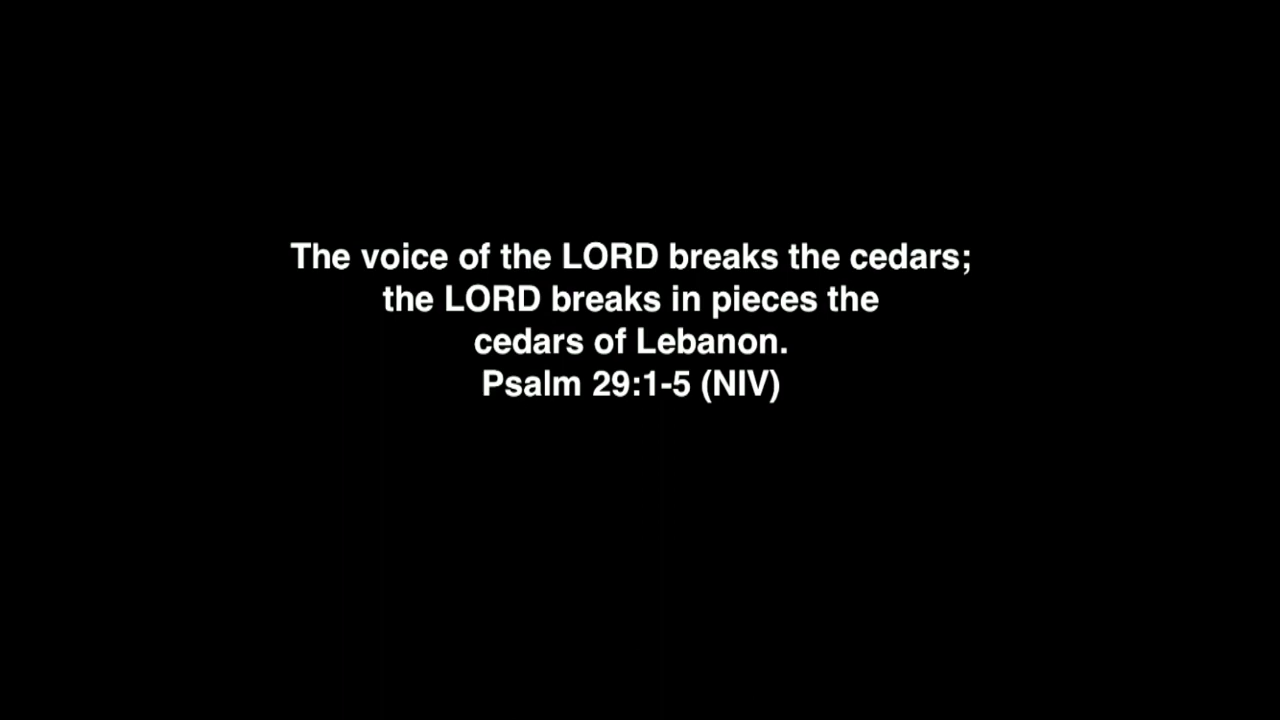 The voice of the LORD breaks the cedars;
the LORD breaks in pieces the
cedars of Lebanon.
Psalm 29:1-5 (NIV)